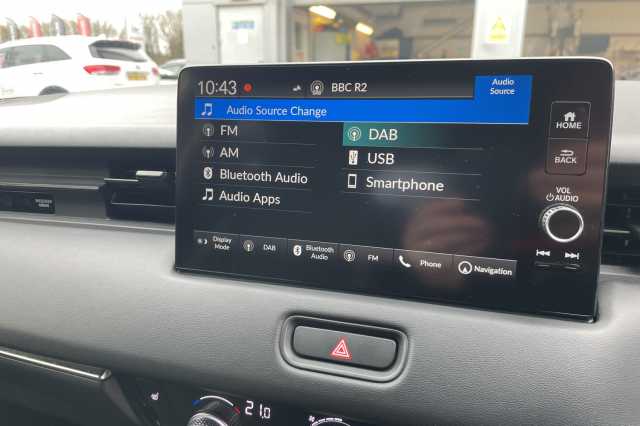 10:43 BBC R2
Audio Source
Audio Source Change
FM
DAB
AM
USB
Bluetooth Audio
Smartphone
Audio Apps
HOME
BACK
VOL
AUDIO
Display Mode
DAB
Bluetooth Audio
FM
Phone
Navigation
21.0